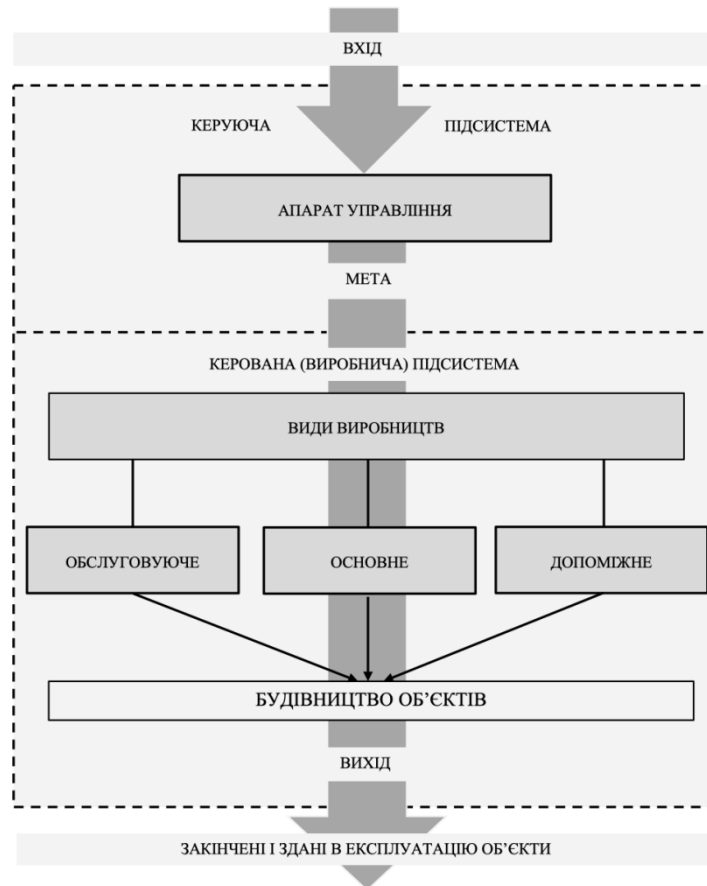 ВХІД
КЕРУЮЧА ПІДСИСТЕМА
АПАРАТ УПРАВЛІННЯ
МЕТА
КЕРОВАНА (ВИРОБНИЧА) ПІДСИСТЕМА
ВИДИ ВИРОБНИЦТВ
ОБСЛУГОВУЮЧЕ ОСНОВНЕ ДОПОМІЖНЕ
БУДІВНИЦТВО ОБ’ЄКТІВ
ВИХІД
ЗАКІНЧЕНІ І ЗДАНІ В ЕКСПЛУАТАЦІЮ ОБ’ЄКТИ